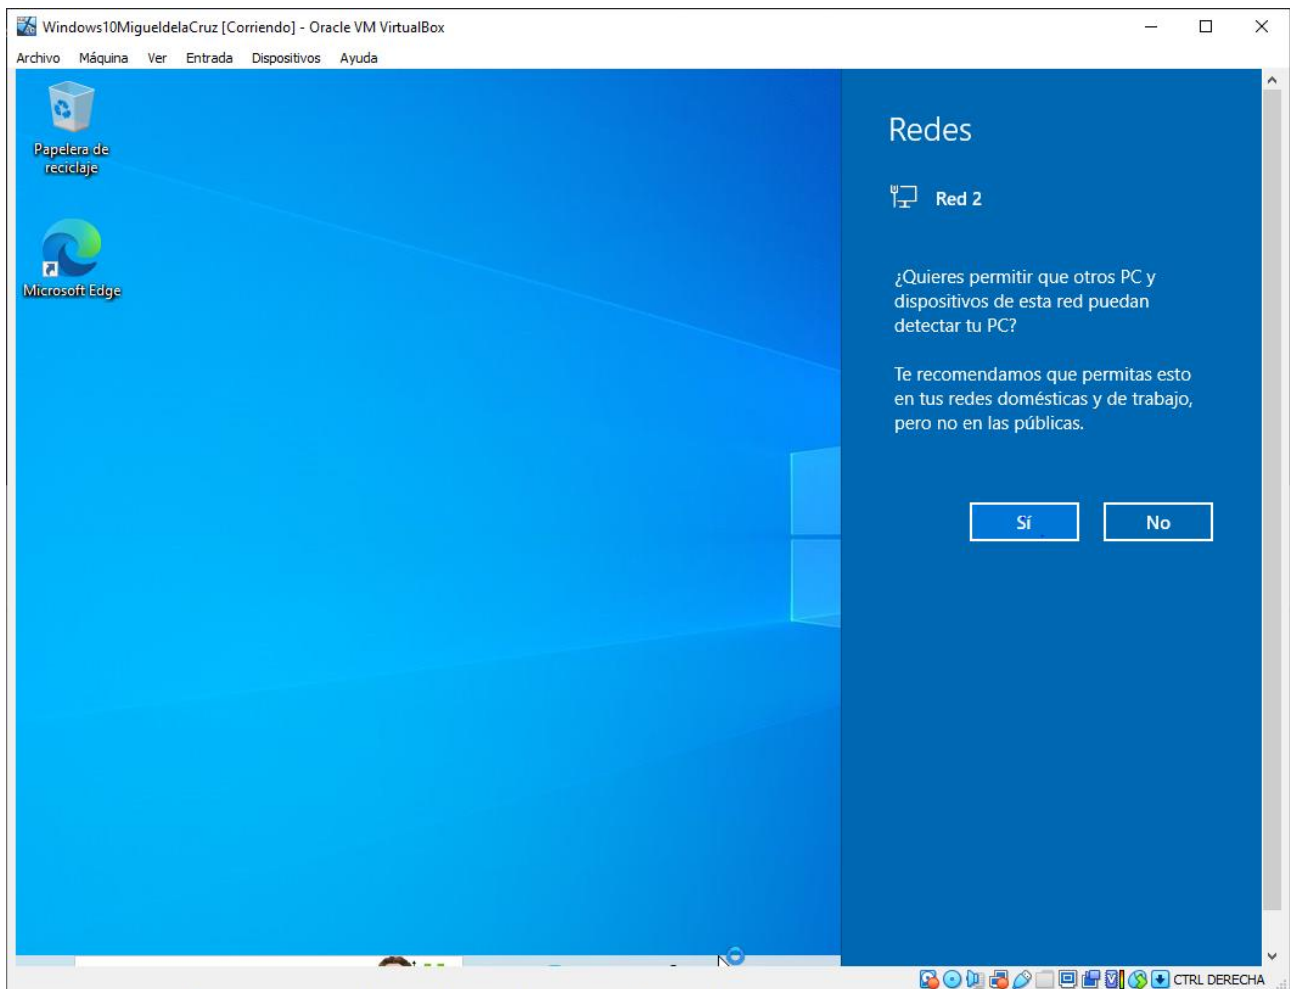 Windows10MigueldelaCruz [Corriendo] - Oracle VM VirtualBox
Archivo Máquina Ver Entrada Dispositivos Ayuda
Papelera de
reciclaje
Microsoft Edge
Redes
Red 2
¿Quieres permitir que otros PC y
dispositivos de esta red puedan
detectar tu PC?
Te recomendamos que permitas esto
en tus redes domésticas y de trabajo,
pero no en las públicas.
Sí No
CTRL DERECHA